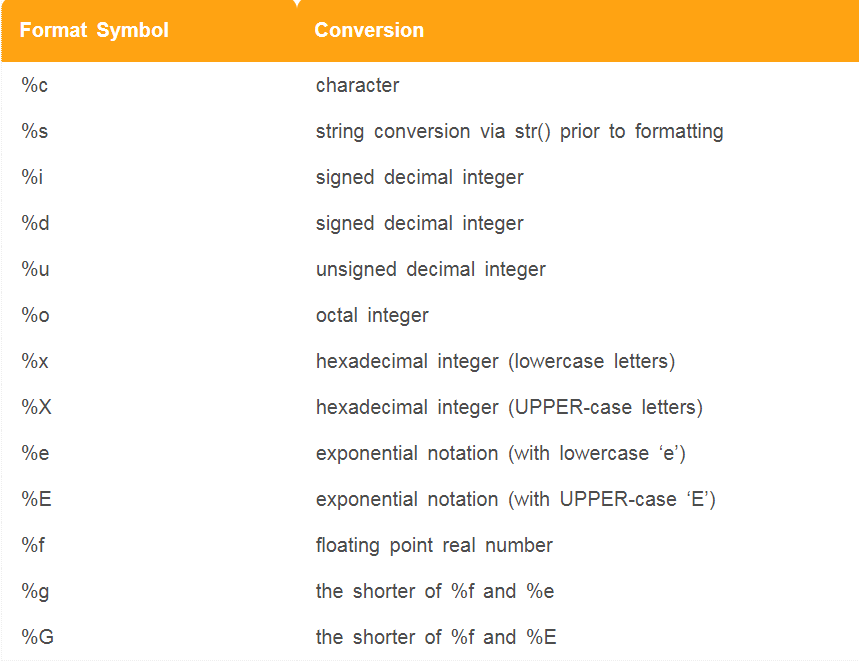 Format Symbol Conversion
%c character
%s string conversion via str() prior to formatting
%i signed decimal integer
%d signed decimal integer
%u unsigned decimal integer
%o octal integer
%x hexadecimal integer (lowercase letters)
%X hexadecimal integer (UPPER-case letters)
%e exponential notation (with lowercase ‘e’)
%E exponential notation (with UPPER-case ‘E’)
%f floating point real number
%g the shorter of %f and %e
%G the shorter of %f and %E